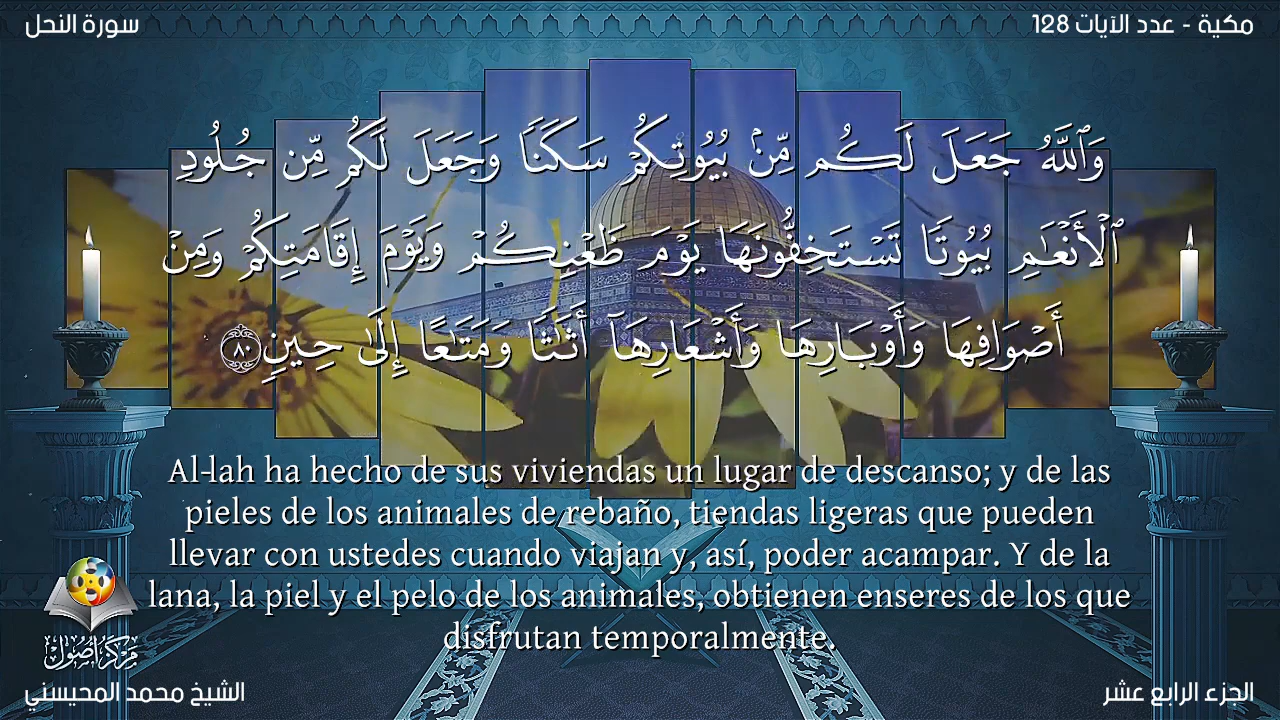 سورة النحل
مكية - عدد الآيات 128
وَٱللَّهُ جَعَلَ لَكُم مِّنۢ بُيُوتِكُمۡ سَكَنٗا وَجَعَلَ لَكُم مِّن جُلُودِ
ٱلۡأَنۡعَٰمِ بُيُوتٗا تَسۡتَخِفُّونَهَا يَوۡمَ ظَعۡنِكُمۡ وَيَوۡمَ إِقَامَتِكُمۡ وَمِنۡ
أَصۡوَافِهَا وَأَوۡبَارِهَا وَأَشۡعَارِهَآ أَثَٰثٗا وَمَتَٰعًا إِلَىٰ حِينٖ ٨٠
Al-lah ha hecho de sus viviendas un lugar de descanso; y de las
pieles de los animales de rebaño, tiendas ligeras que pueden
llevar con ustedes cuando viajan y, así, poder acampar. Y de la
lana, la piel y el pelo de los animales, obtienen enseres de los que
disfrutan temporalmente.
مركز أصول
الشيخ محمد المحيسني
الجزء الرابع عشر